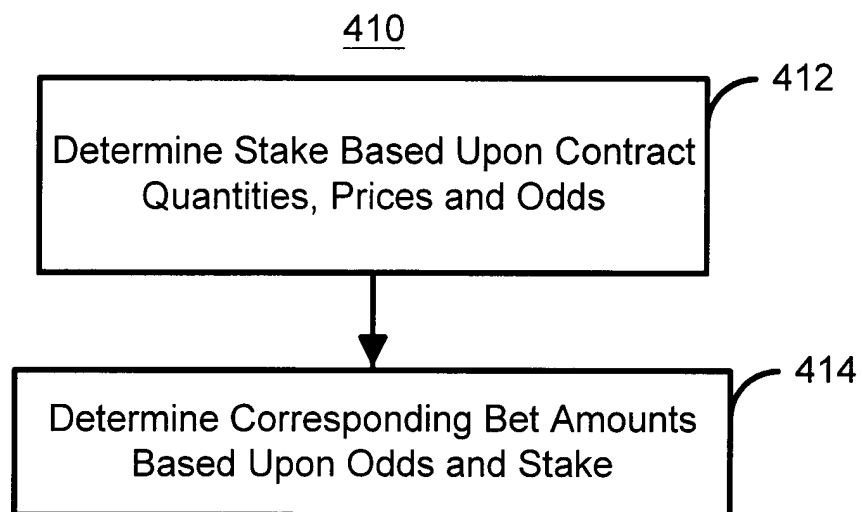 410
412
Determine Stake Based Upon Contract
Quantities, Prices and Odds
414
Determine Corresponding Bet Amounts
Based Upon Odds and Stake